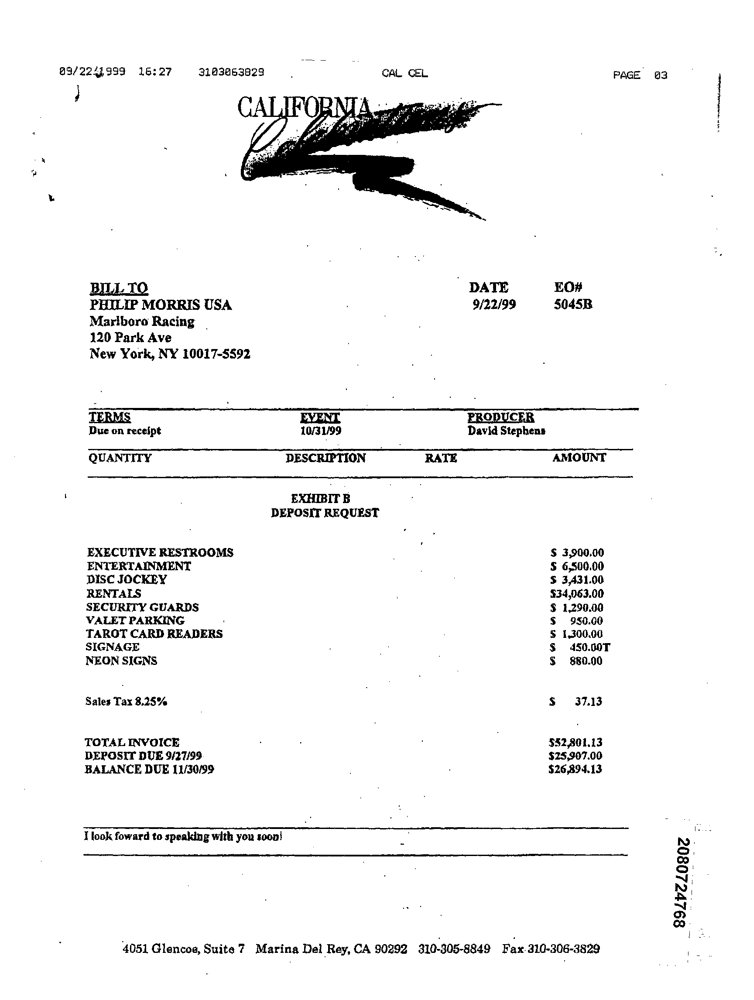 09/22/1999 16:27 3103063829 CAL CEL PAGE 03
CALIFORNIA
BILL TO DATE EO#
PHILIP MORRIS USA 9/22/99 5045B
Marlboro Racing
120 Park Ave
New York, NY 10017-5592
TERMS EVENT PRODUCER
Due on receipt 10/31/99 David Stephens
QUANTITY DESCRIPTION RATE AMOUNT
EXHIBIT B
DEPOSIT REQUEST
EXECUTIVE RESTROOMS $ 3,900.00
ENTERTAINMENT $ 6,500.00
DISC JOCKEY $ 3,431.00
RENTALS $34,063.00
SECURITY GUARDS $ 1,290.00
VALET PARKING $ 950.00
TAROT CARD READERS $ 1,300.00
SIGNAGE $ 450.00T
NEON SIGNS $ 880.00
Sales Tax 8.25% $ 37.13
TOTAL INVOICE $52,801.13
DEPOSIT DUE 9/27/99 $25,907.00
BALANCE DUE 11/30/99 $26,894.13
I look foward to speaking with you soon!
2080724768
4051 Glencoe, Suite 7 Marina Del Rey, CA 90292 310-305-8849 Fax 310-306-3829